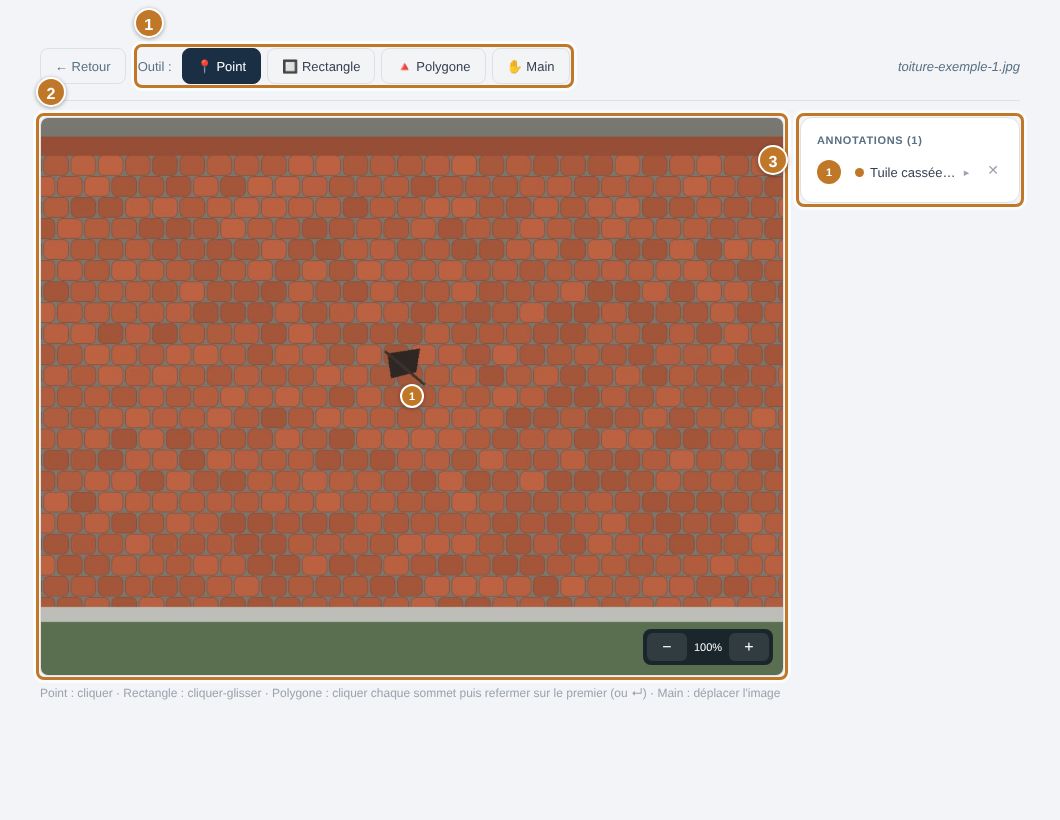 1
← Retour
Outil :
📍 Point
🔲 Rectangle
🔺 Polygone
✋ Main
toiture-exemple-1.jpg
2
3
ANNOTATIONS (1)
1 Tuile cassée… ▸ ×
1
− 100% +
Point : cliquer · Rectangle : cliquer-glisser · Polygone : cliquer chaque sommet puis refermer sur le premier (ou ↵) · Main : déplacer l'image